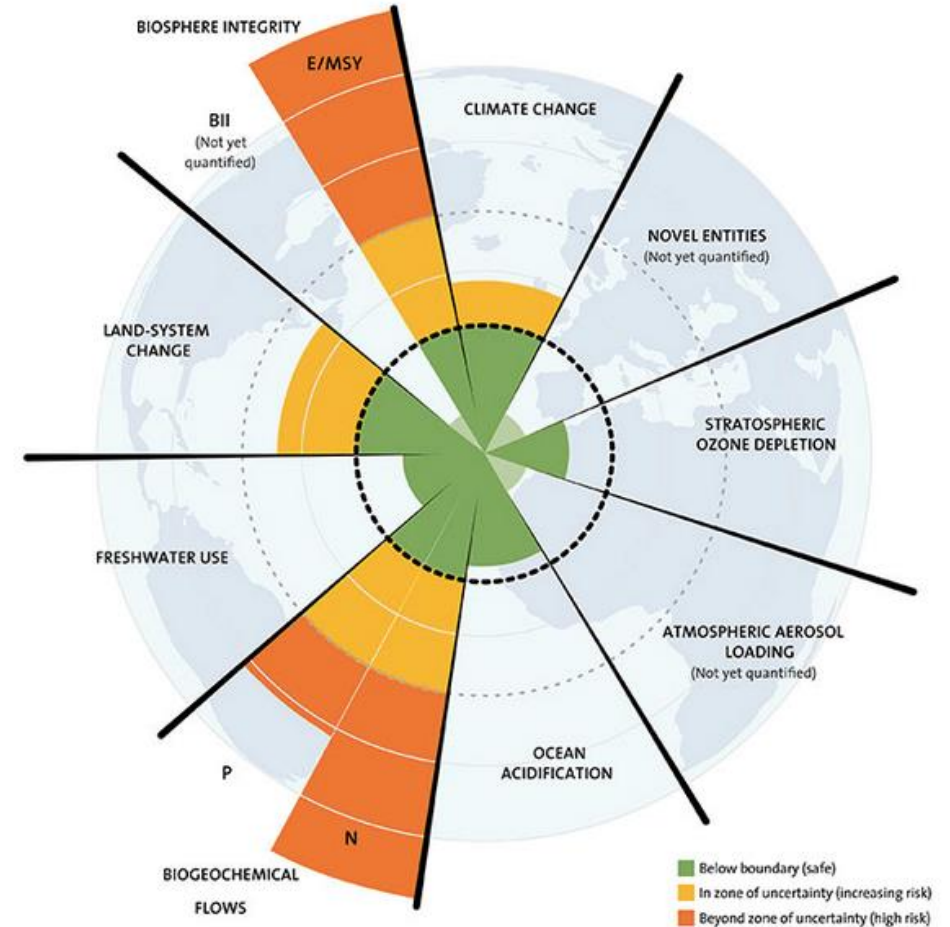 BIOSPHERE INTEGRITY
E/MSY
BII
(Not yet
quantified)
CLIMATE CHANGE
NOVEL ENTITIES
(Not yet quantified)
LAND-SYSTEM
CHANGE
STRATOSPHERIC
OZONE DEPLETION
FRESHWATER USE
ATMOSPHERIC AEROSOL
LOADING
(Not yet quantified)
OCEAN
ACIDIFICATION
P
N
BIOGEOCHEMICAL
FLOWS
Below boundary (safe)
In zone of uncertainty (increasing risk)
Beyond zone of uncertainty (high risk)